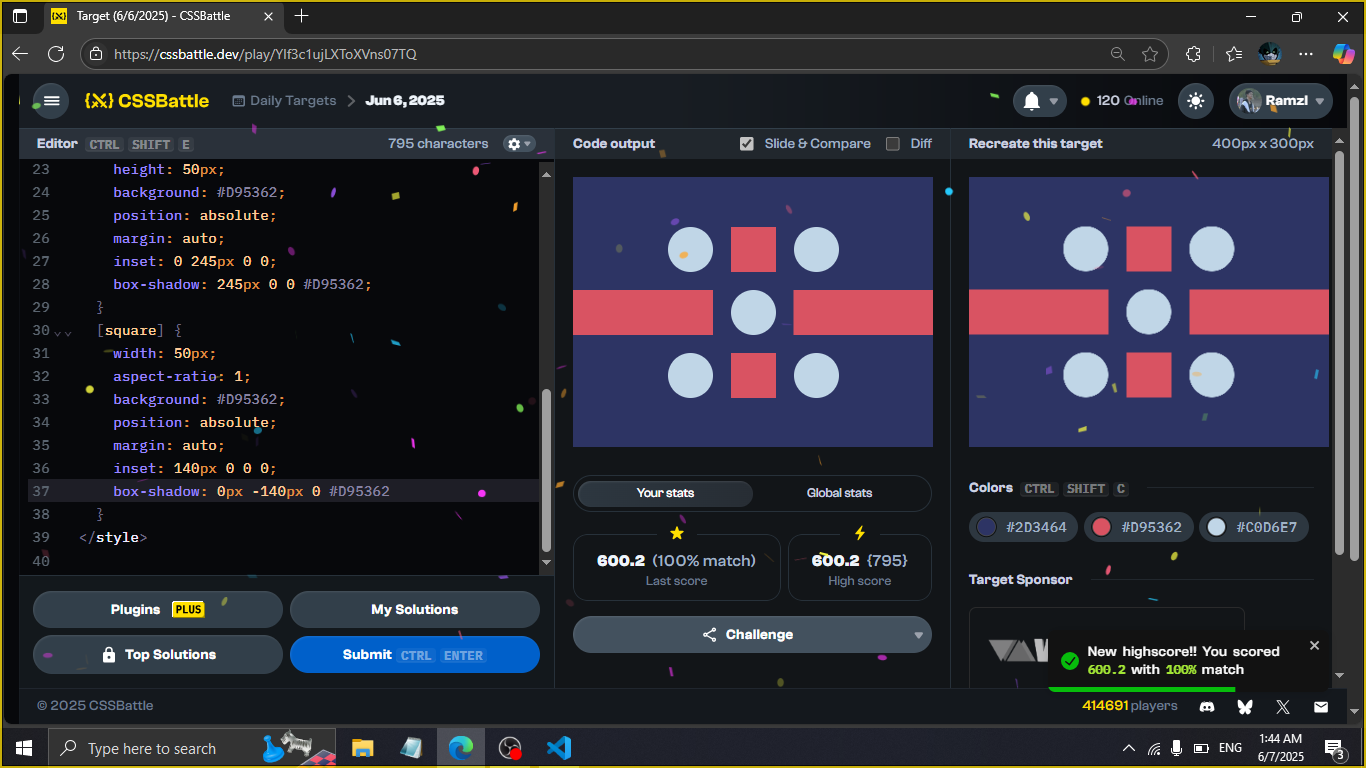 Target (6/6/2025) - CSSBattle
https://cssbattle.dev/play/YIf3c1ujLXToXVns07TQ
{X} CSSBattle
Daily Targets
Jun 6, 2025
120 Online
Ramzl
Editor CTRL SHIFT E
795 characters
Code output
Slide & Compare
Diff
Recreate this target
400px x 300px
23 height: 50px;
24 background: #D95362;
25 position: absolute;
26 margin: auto;
27 inset: 0 245px 0 0;
28 box-shadow: 245px 0 0 #D95362;
29 }
30 [square] {
31 width: 50px;
32 aspect-ratio: 1;
33 background: #D95362;
34 position: absolute;
35 margin: auto;
36 inset: 140px 0 0 0;
37 box-shadow: 0px -140px 0 #D95362
38 }
39 </style>
40
Plugins PLUS
My Solutions
Top Solutions
Submit CTRL ENTER
Your stats
Global stats
600.2 (100% match)
Last score
600.2 {795}
High score
Challenge
Colors CTRL SHIFT C
#2D3464
#D95362
#C0D6E7
Target Sponsor
New highscore!! You scored
600.2 with 100% match
© 2025 CSSBattle
414691 players
Type here to search
ENG
1:44 AM
6/7/2025
3